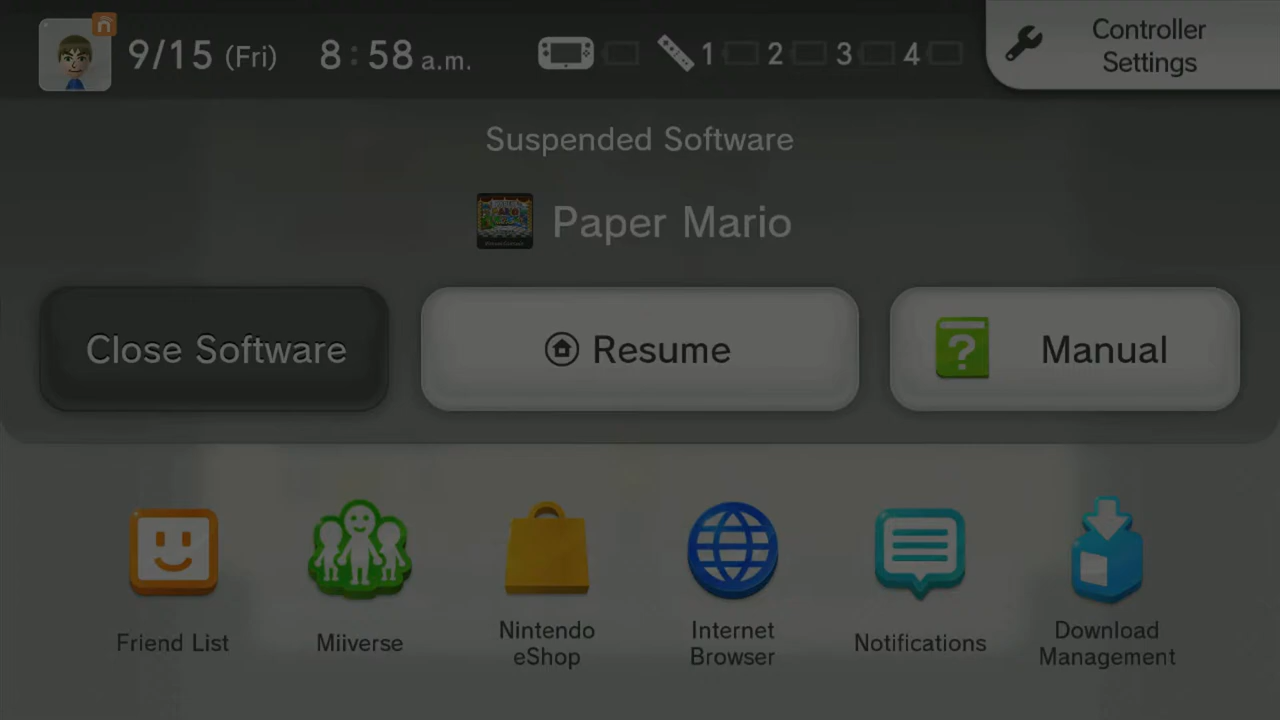 9/15 (Fri) 8:58 a.m. 1 2 3 4
Controller
Settings
Suspended Software
Paper Mario
Close Software
Resume
? Manual
Friend List
Miiverse
Nintendo
eShop
Internet
Browser
Notifications
Download
Management